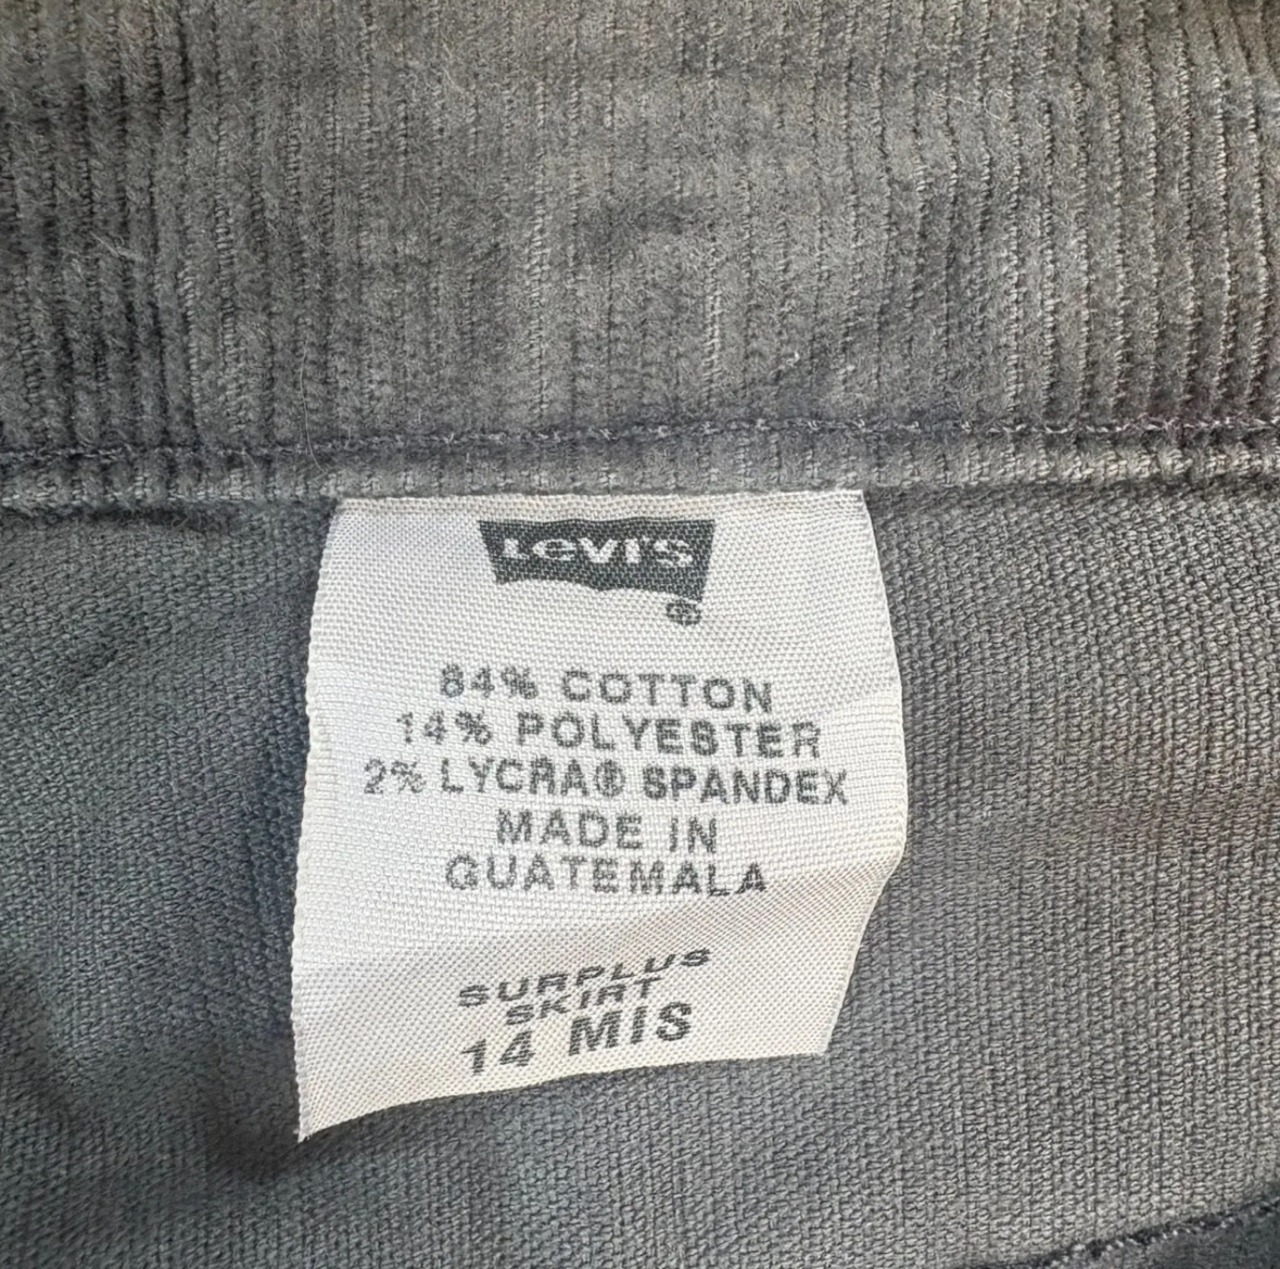 Levi's
®
84% COTTON
14% POLYESTER
2% LYCRA® SPANDEX
MADE IN
GUATEMALA
SURPLUS
SKIRT
14 MIS